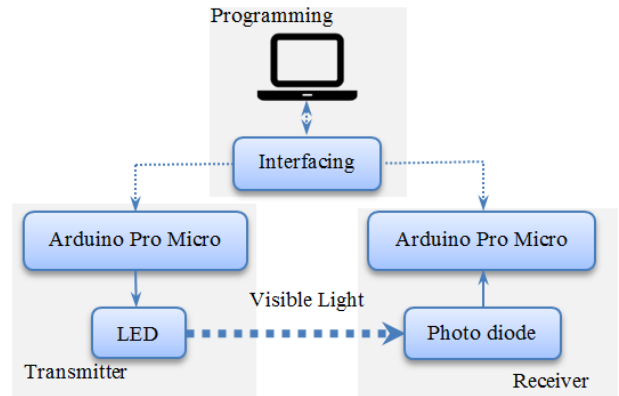 Programming
Interfacing
Arduino Pro Micro
Arduino Pro Micro
Visible Light
LED
Photo diode
Transmitter
Receiver